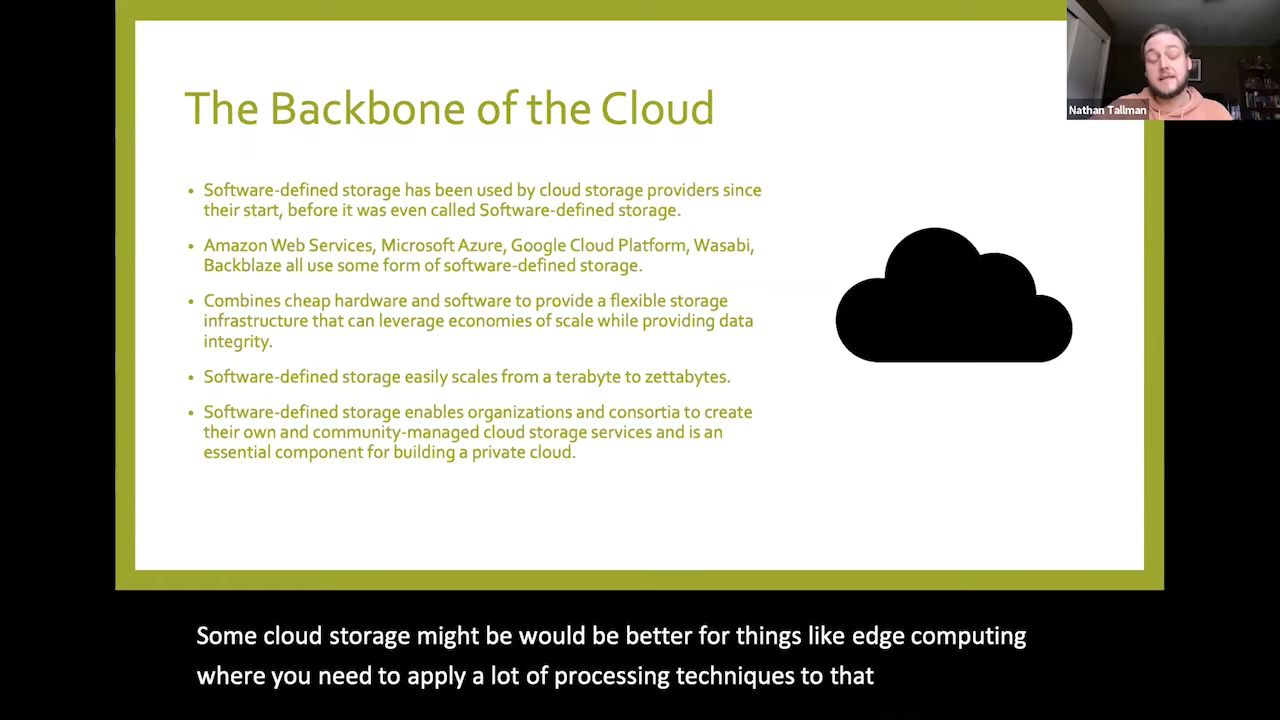 The Backbone of the Cloud
Nathan Tallman
• Software-defined storage has been used by cloud storage providers since
their start, before it was even called Software-defined storage.
• Amazon Web Services, Microsoft Azure, Google Cloud Platform, Wasabi,
Backblaze all use some form of software-defined storage.
• Combines cheap hardware and software to provide a flexible storage
infrastructure that can leverage economies of scale while providing data
integrity.
• Software-defined storage easily scales from a terabyte to zettabytes.
• Software-defined storage enables organizations and consortia to create
their own and community-managed cloud storage services and is an
essential component for building a private cloud.
Some cloud storage might be would be better for things like edge computing
where you need to apply a lot of processing techniques to that